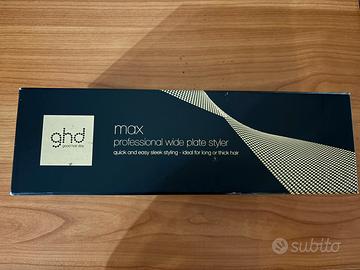 ghd
good hair day
max
professional wide plate styler
quick and easy sleek styling - ideal for long or thick hair
subito